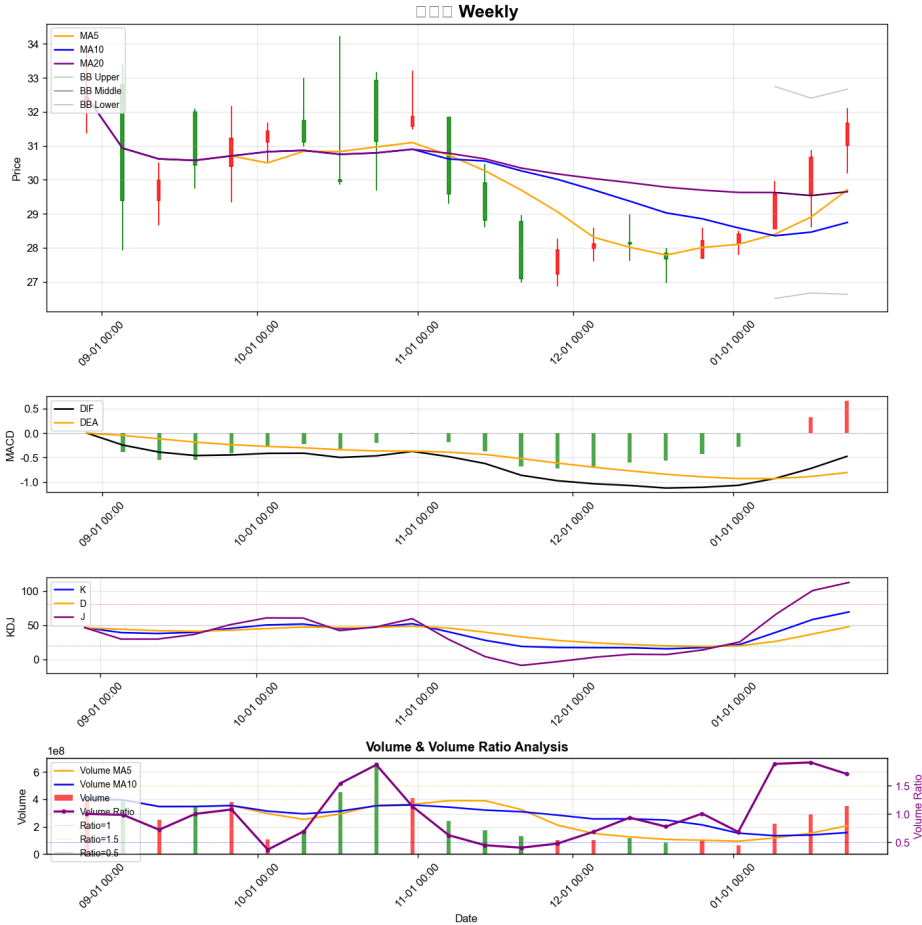 □□□ Weekly
MA5
MA10
MA20
BB Upper
BB Middle
BB Lower
Price
34
33
32
31
30
29
28
27
09-01 00:00
10-01 00:00
11-01 00:00
12-01 00:00
01-01 00:00
DIF
DEA
MACD
0.5
0.0
-0.5
-1.0
09-01 00:00
10-01 00:00
11-01 00:00
12-01 00:00
01-01 00:00
K
D
J
KDJ
100
50
0
09-01 00:00
10-01 00:00
11-01 00:00
12-01 00:00
01-01 00:00
Volume & Volume Ratio Analysis
1e8
Volume MA5
Volume MA10
Volume
Volume Ratio
Ratio=1
Ratio=1.5
Ratio=0.5
Volume
6
4
2
0
1.5
1.0
0.5
Volume Ratio
09-01 00:00
10-01 00:00
11-01 00:00
12-01 00:00
01-01 00:00
Date